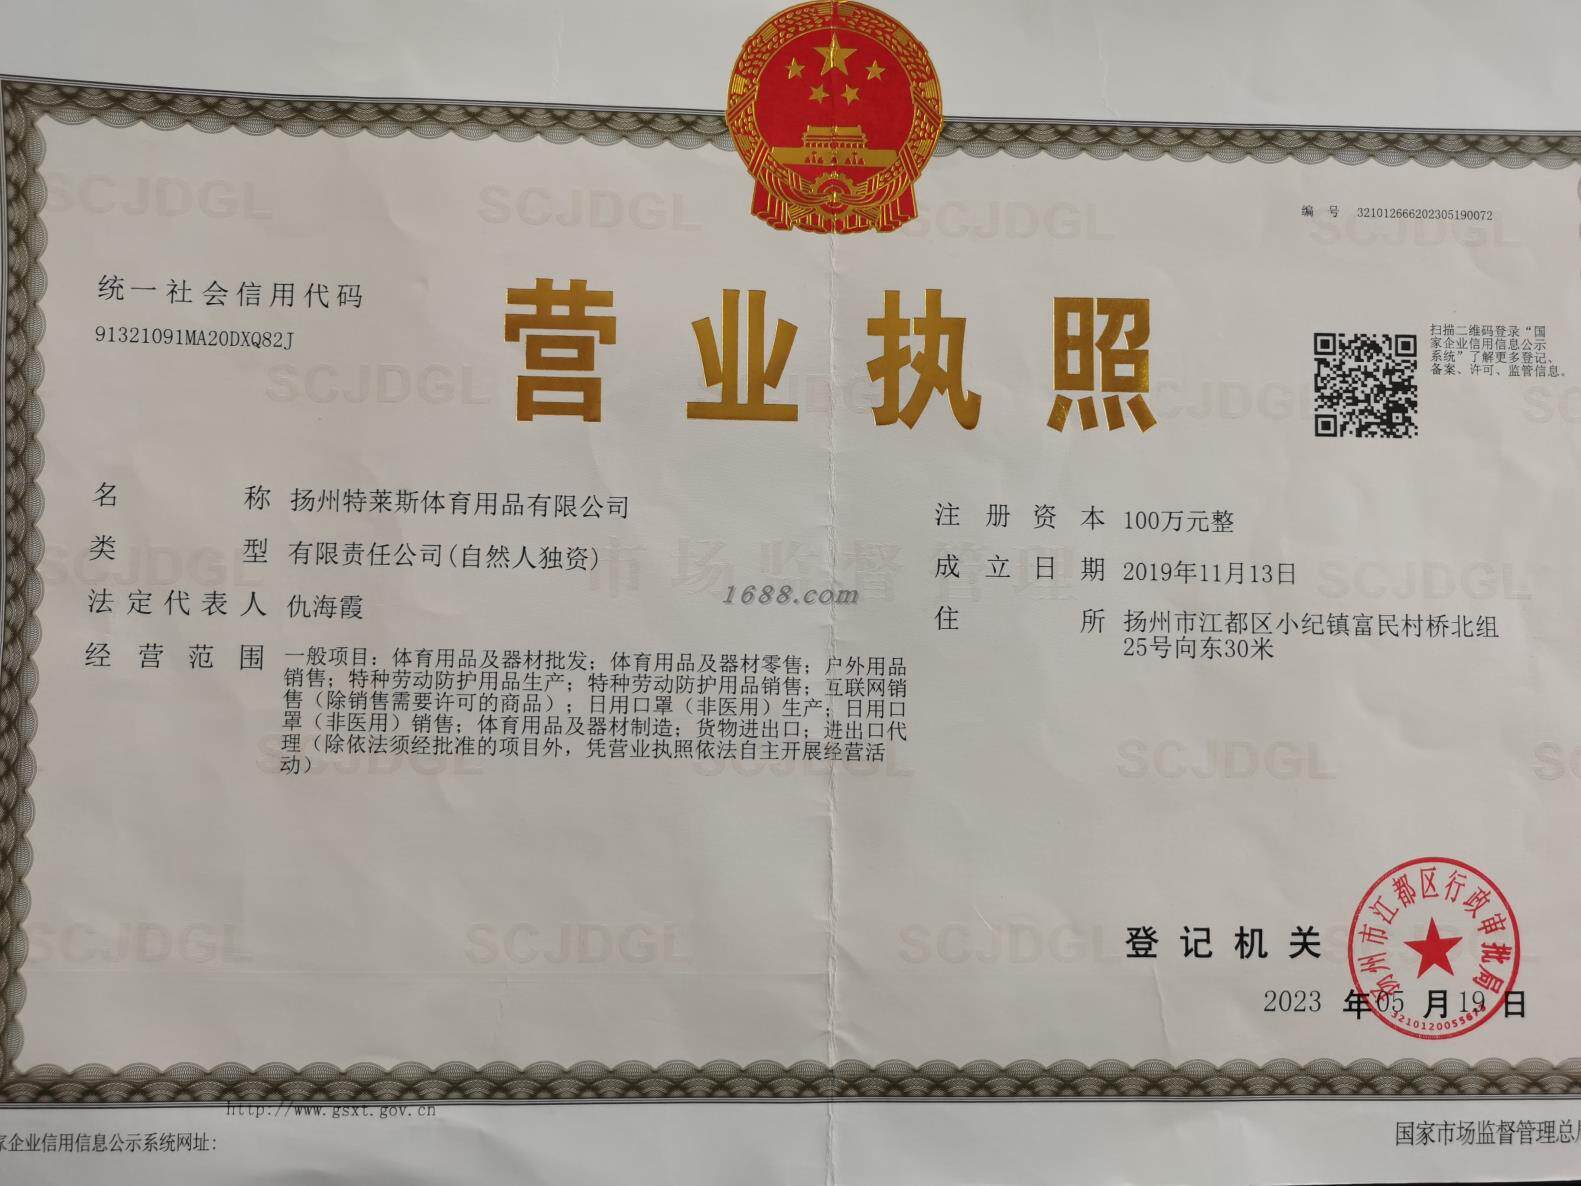 编 号 321012666202305190072
统一社会信用代码
91321091MA20DXQ82J
营业执照
扫描二维码登录“国
家企业信用信息公示
系统”了解更多登记、
备案、许可、监管信息。
名称 扬州特莱斯体育用品有限公司
类型 有限责任公司(自然人独资)
法定代表人 仇海霞
经营范围 一般项目：体育用品及器材批发；体育用品及器材零售；户外用品
销售；特种劳动防护用品生产；特种劳动防护用品销售；互联网销
售（除销售需要许可的商品）；日用口罩（非医用）生产；日用口
罩（非医用）销售；体育用品及器材制造；货物进出口；进出口代
理（除依法须经批准的项目外，凭营业执照依法自主开展经营活
动）
注册资本 100万元整
成立日期 2019年11月13日
住所 扬州市江都区小纪镇富民村桥北组
25号向东30米
市场监督管理
1688.com
SCJDGL
登记机关
扬州市江都区行政审批局
2023 年 05 月 19 日
http://www.gsxt.gov.cn
家企业信用信息公示系统网址:
国家市场监督管理总局